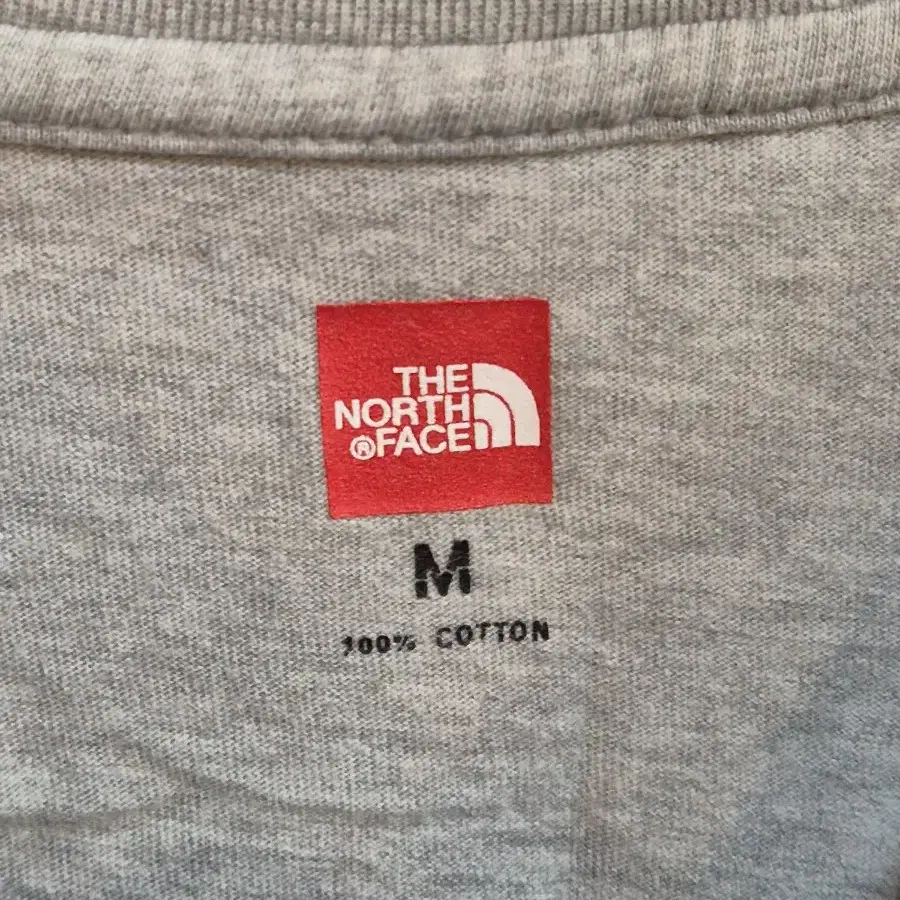 THE
NORTH
®FACE
M
100% COTTON